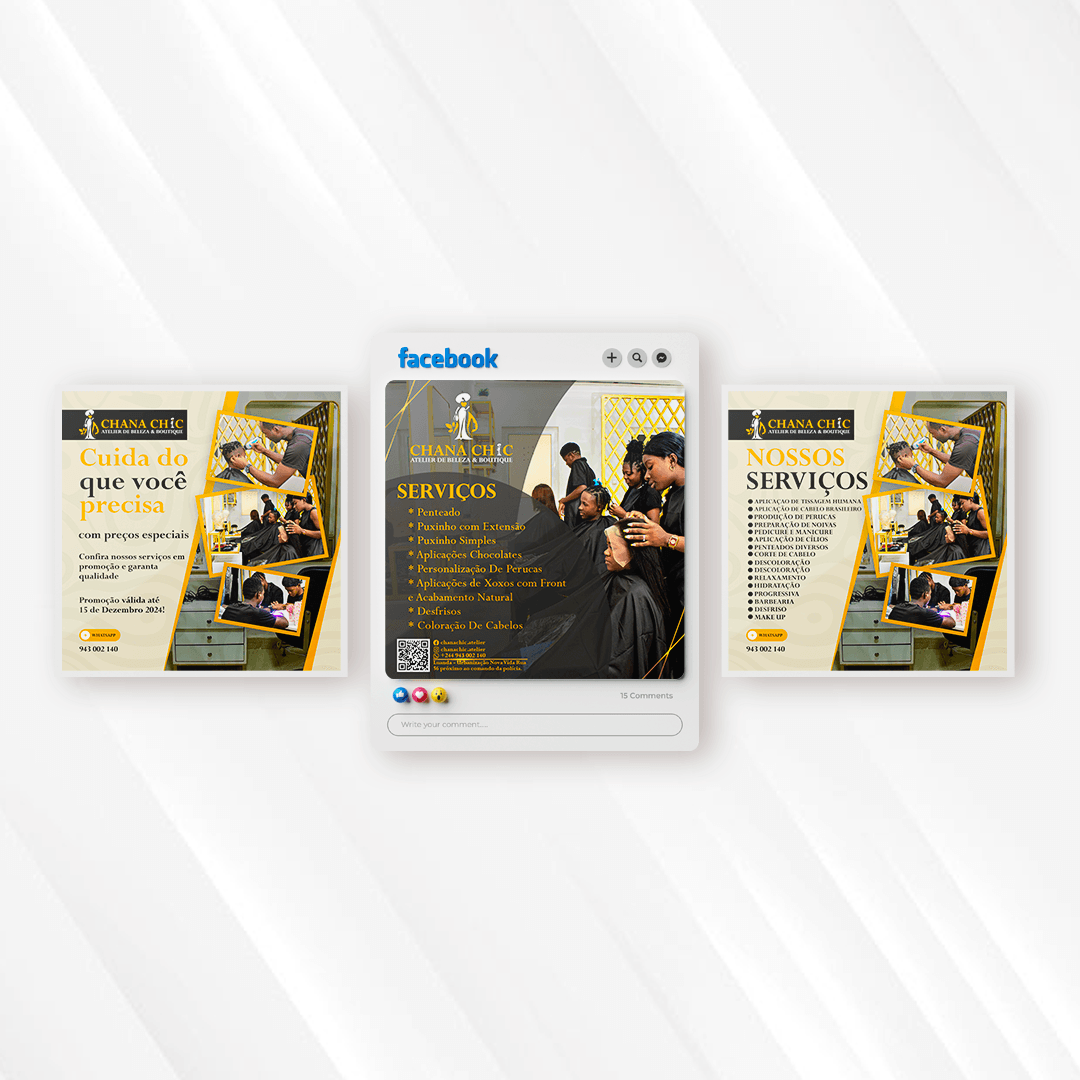 CHANA CHiC
ATELIER DE BELEZA & BOUTIQUE
Cuida do
que você
precisa
com preços especiais
Confira nossos serviços em
promoção e garanta
qualidade
Promoção válida até
15 de Dezembro 2024!
WHATSAPP
943 002 140
facebook
CHANA CHiC
ATELIER DE BELEZA & BOUTIQUE
SERVIÇOS
* Penteado
* Puxinho com Extensão
* Puxinho Simples
* Aplicações Chocolates
* Personalização De Perucas
* Aplicações de Xoxos com Front
e Acabamento Natural
* Desfrisos
* Coloração De Cabelos
chanachic.atelier
chanachic.atelier
+244 943 002 140
Luanda - Urbanização Nova Vida Rua
56 próximo ao comando da polícia.
15 Comments
Write your comment....
CHANA CHiC
ATELIER DE BELEZA & BOUTIQUE
NOSSOS
SERVIÇOS
● APLICAÇAO DE TISSAGEM HUMANA
● APLICAÇAO DE CABELO BRASILEIRO
● PRODUÇÃO DE PERUCAS
● PREPARAÇÃO DE NOIVAS
● PEDICURE E MANICURE
● APLICAÇÃO DE CÍLIOS
● PENTEADOS DIVERSOS
● CORTE DE CABELO
● DESCOLORAÇÃO
● DESCOLORAÇÃO
● RELAXAMENTO
● HIDRATAÇÃO
● PROGRESSIVA
● BARBEARIA
● DESFRISO
● MAKE UP
WHATSAPP
943 002 140